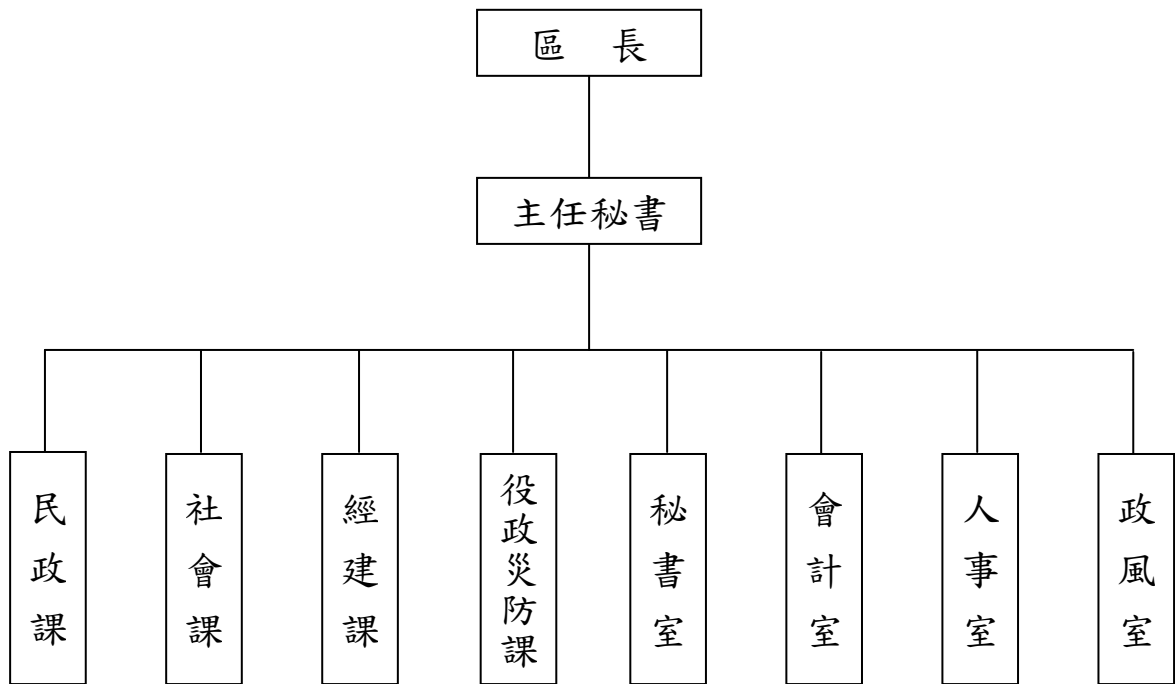 區 長
主任秘書
民政課
社會課
經建課
役政災防課
秘書室
會計室
人事室
政風室